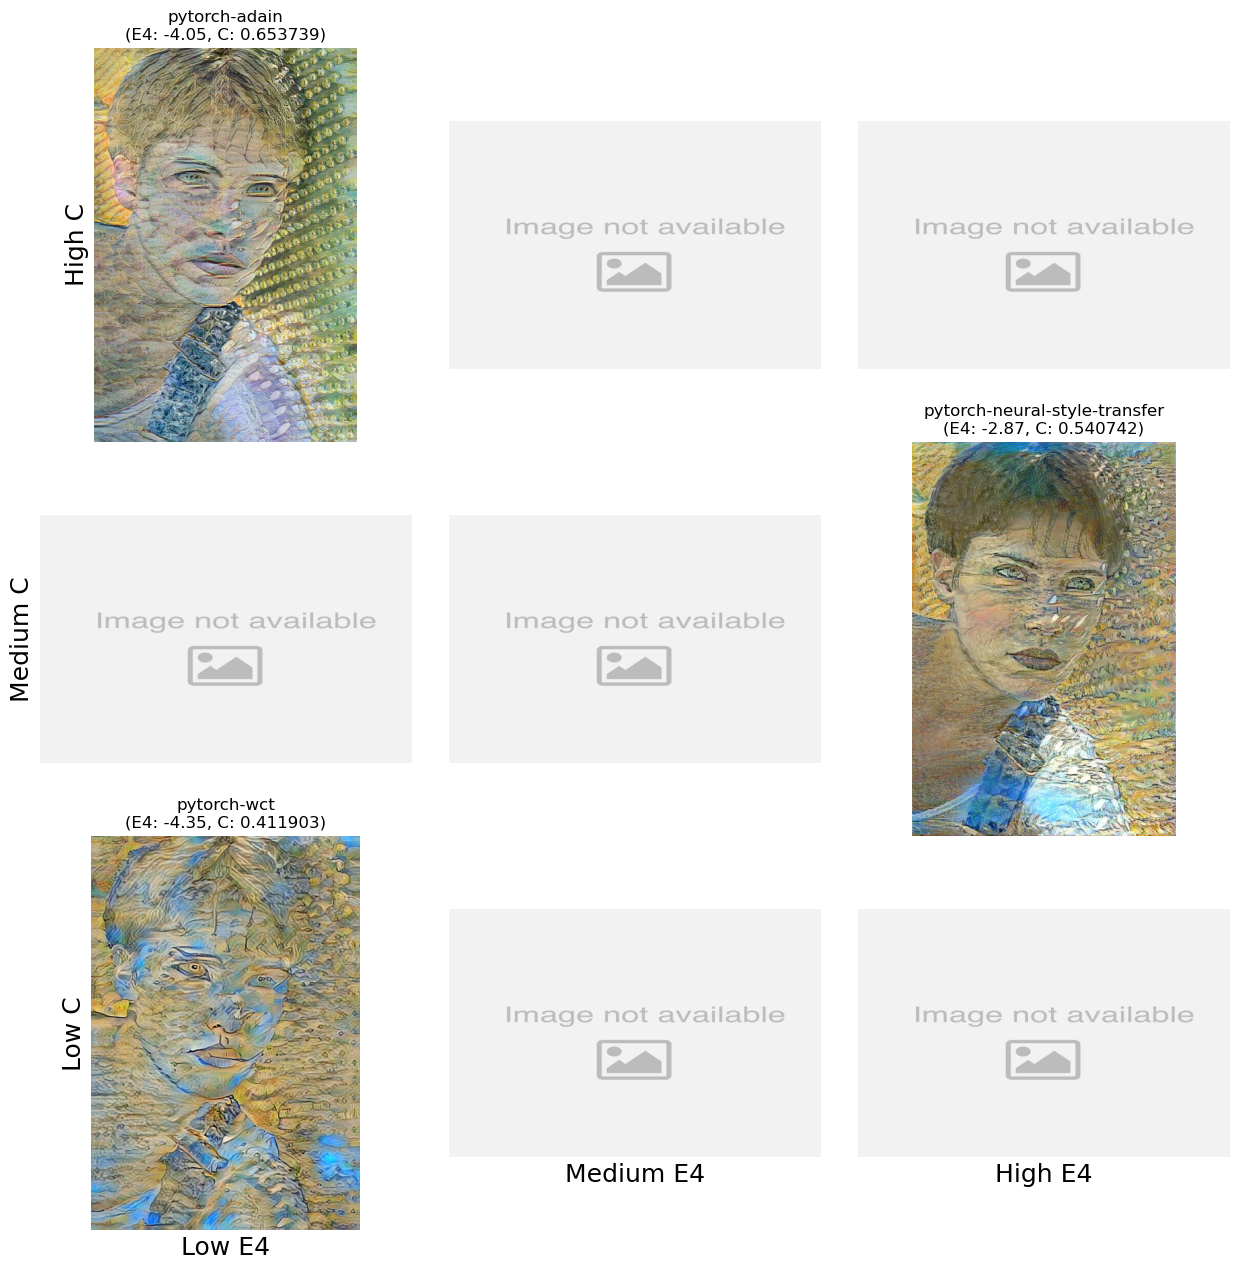 pytorch-adain
(E4: -4.05, C: 0.653739)
High C
Image not available
Image not available
pytorch-neural-style-transfer
(E4: -2.87, C: 0.540742)
Medium C
Image not available
Image not available
pytorch-wct
(E4: -4.35, C: 0.411903)
Low C
Image not available
Image not available
Low E4
Medium E4
High E4